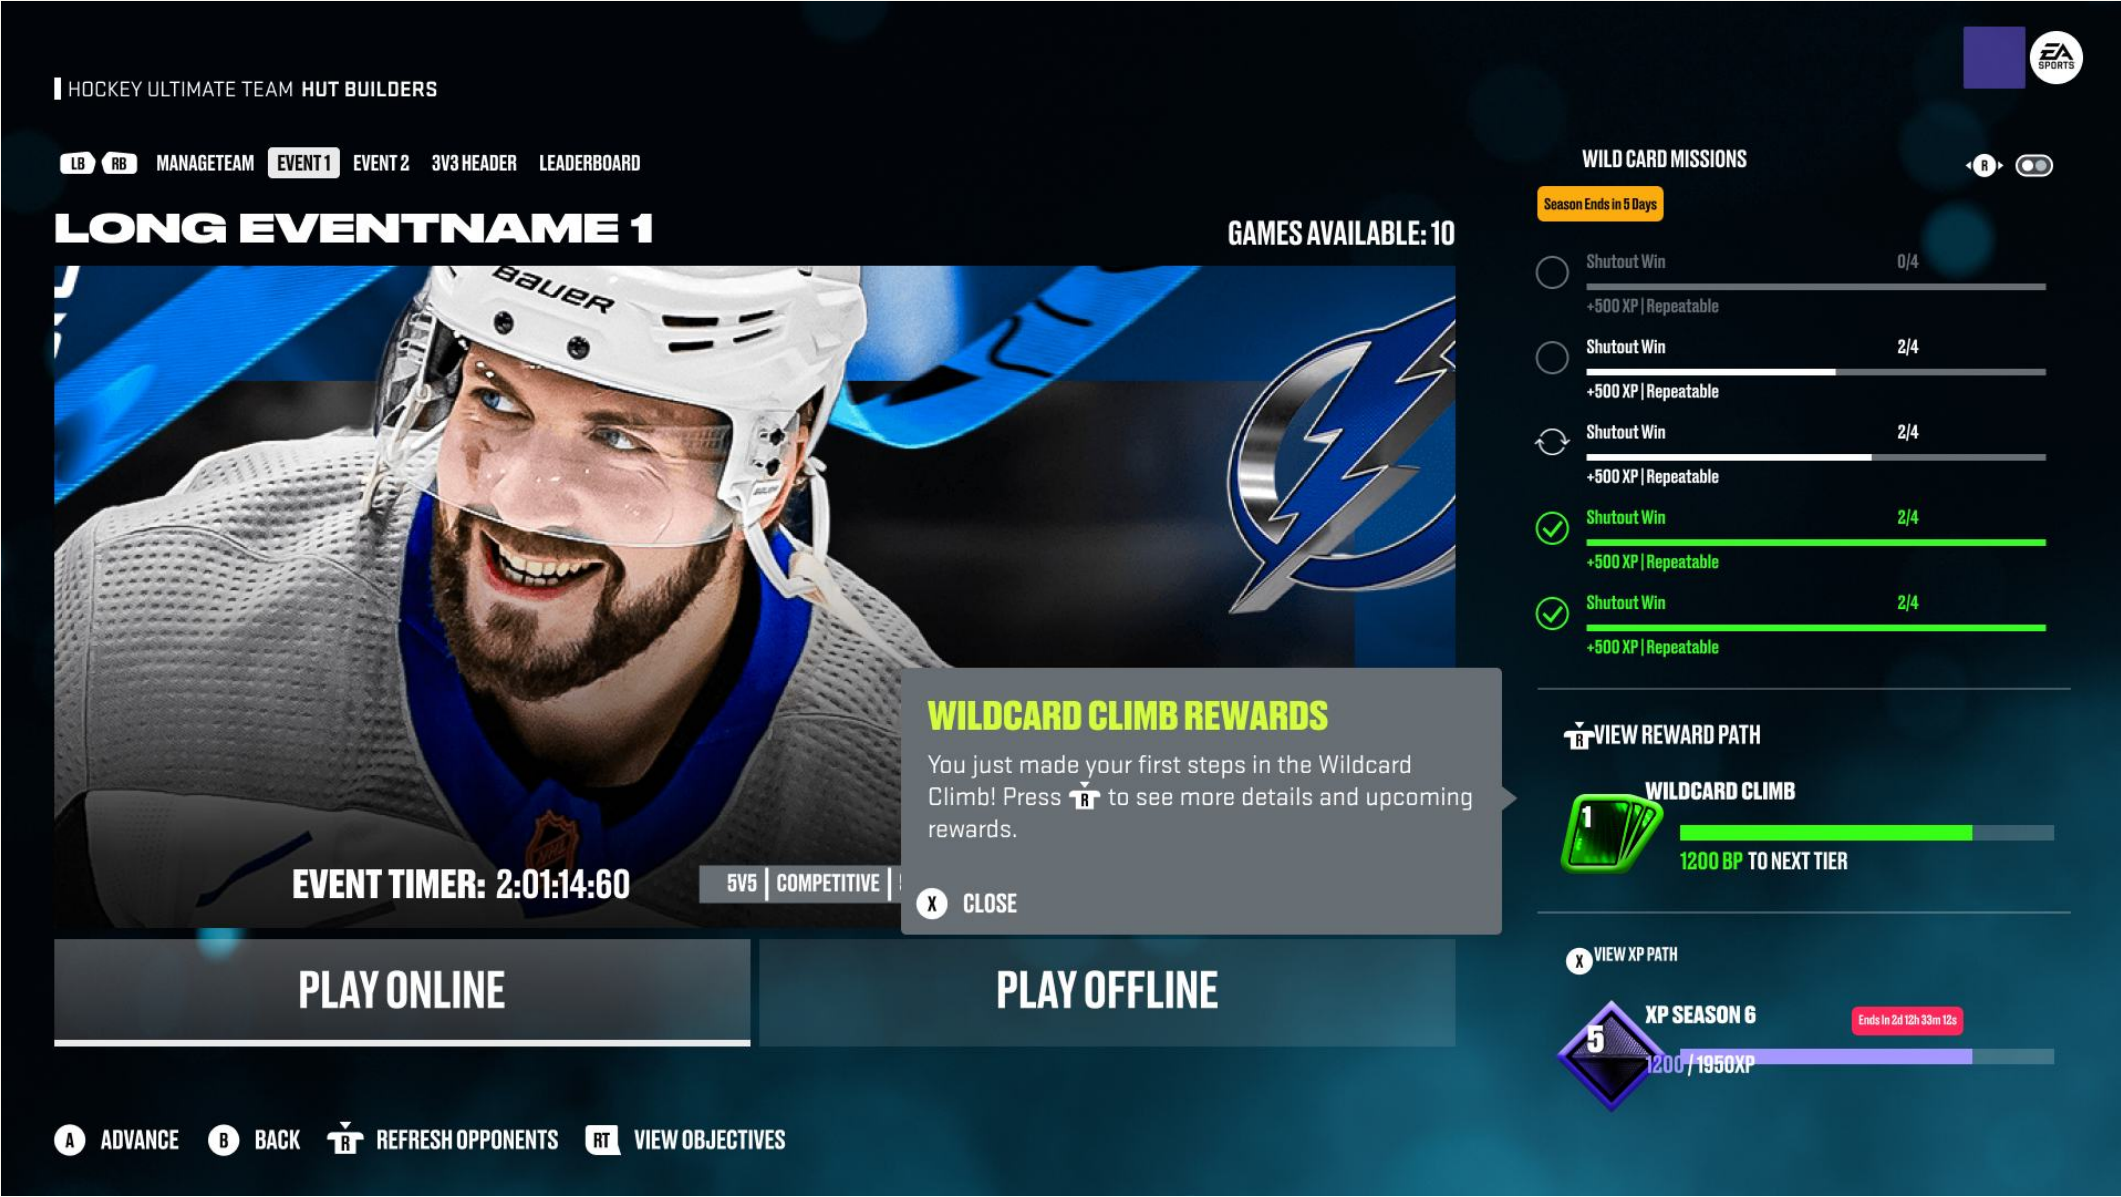 HOCKEY ULTIMATE TEAM HUT BUILDERS
EA
SPORTS
LB RB MANAGETEAM EVENT 1 EVENT 2 3V3 HEADER LEADERBOARD
LONG EVENTNAME 1
GAMES AVAILABLE: 10
BAUER
BAUER
NHL
EVENT TIMER: 2:01:14:60
5V5 | COMPETITIVE |
WILDCARD CLIMB REWARDS
You just made your first steps in the Wildcard
Climb! Press R to see more details and upcoming
rewards.
X CLOSE
PLAY ONLINE
PLAY OFFLINE
WILD CARD MISSIONS
R
Season Ends in 5 Days
Shutout Win 0/4
+500 XP | Repeatable
Shutout Win 2/4
+500 XP | Repeatable
Shutout Win 2/4
+500 XP | Repeatable
Shutout Win 2/4
+500 XP | Repeatable
Shutout Win 2/4
+500 XP | Repeatable
R VIEW REWARD PATH
1
WILDCARD CLIMB
1200 BP TO NEXT TIER
X VIEW XP PATH
5
XP SEASON 6
Ends In 2d 12h 33m 12s
1200 / 1950XP
A ADVANCE B BACK R REFRESH OPPONENTS RT VIEW OBJECTIVES